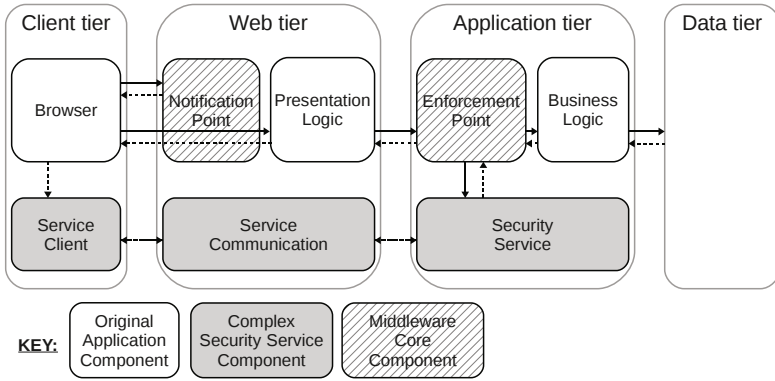 Client tier
Web tier
Application tier
Data tier
Browser
Notification
Point
Presentation
Logic
Enforcement
Point
Business
Logic
Service
Client
Service
Communication
Security
Service
KEY:
Original
Application
Component
Complex
Security Service
Component
Middleware
Core
Component